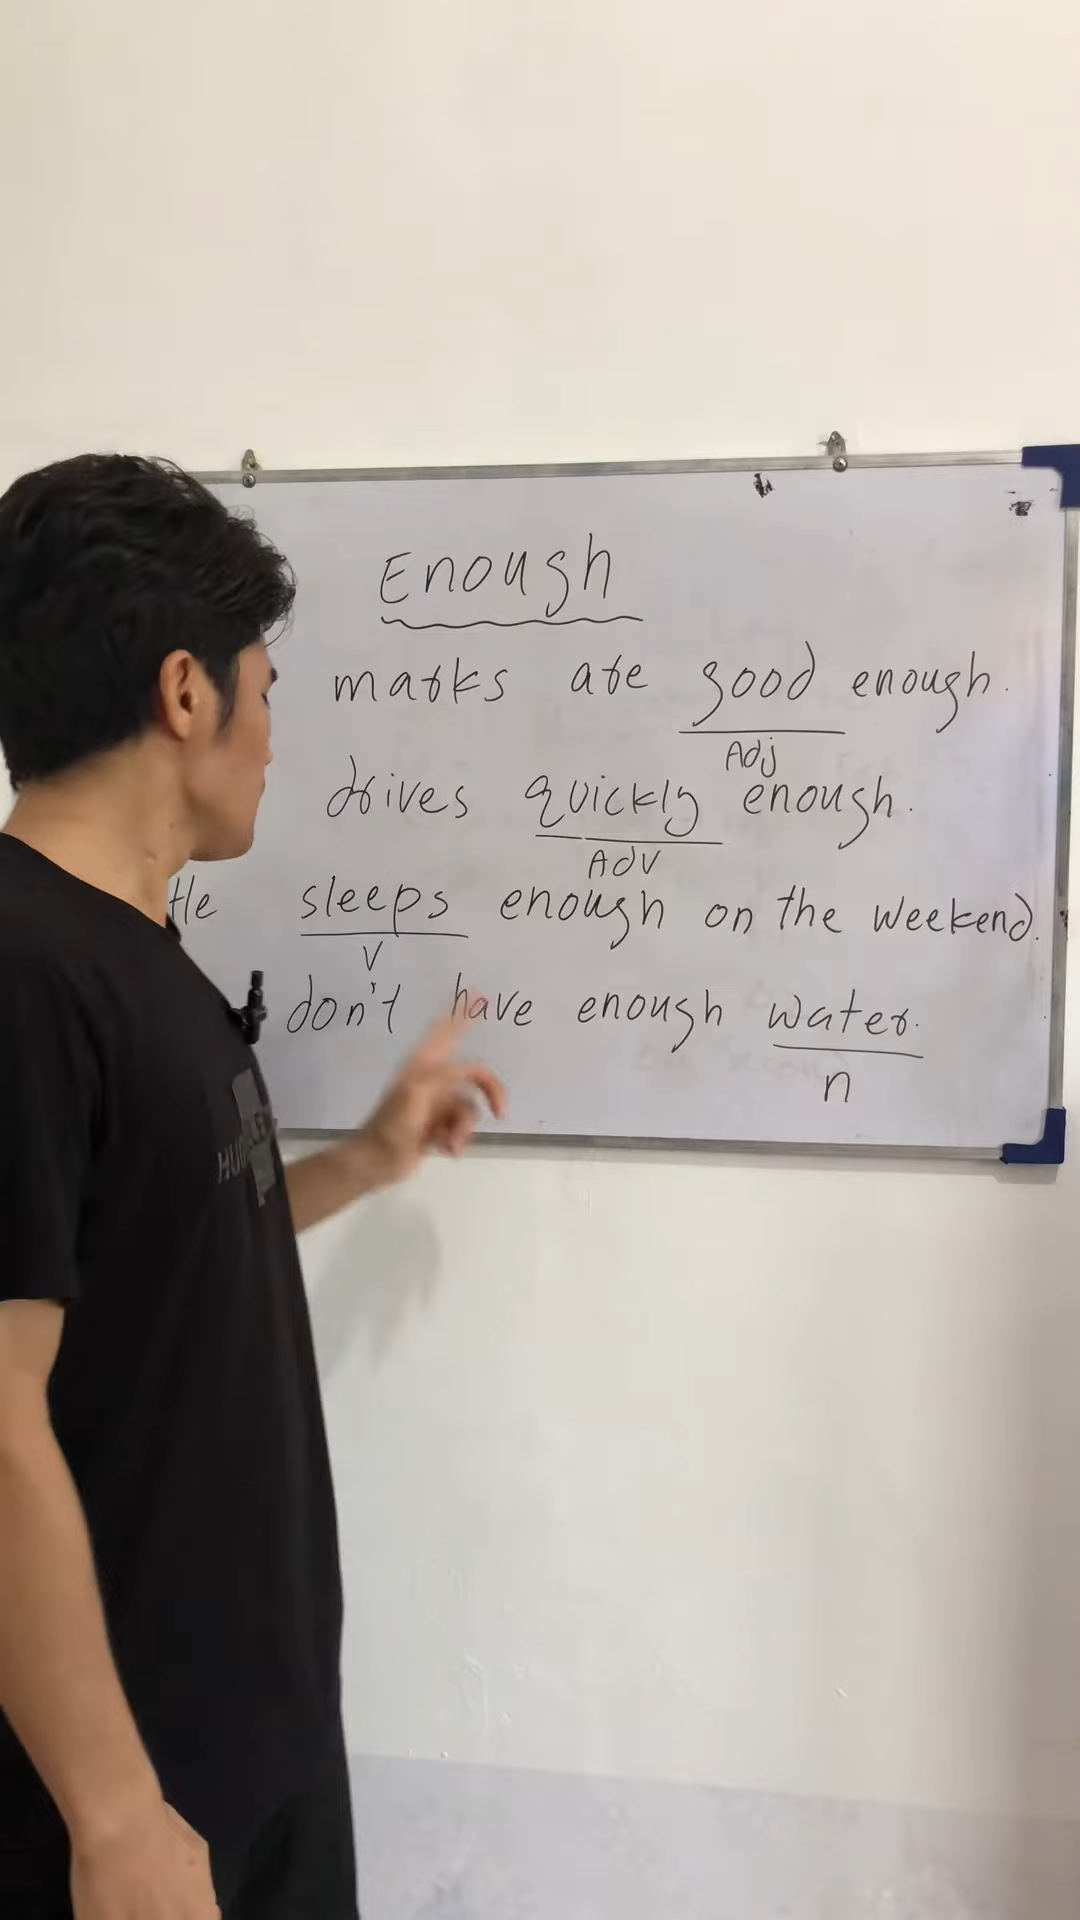 Enough
marks are good enough.
Adj
drives quickly enough.
Adv
He sleeps enough on the weekend.
V
don't have enough water.
n